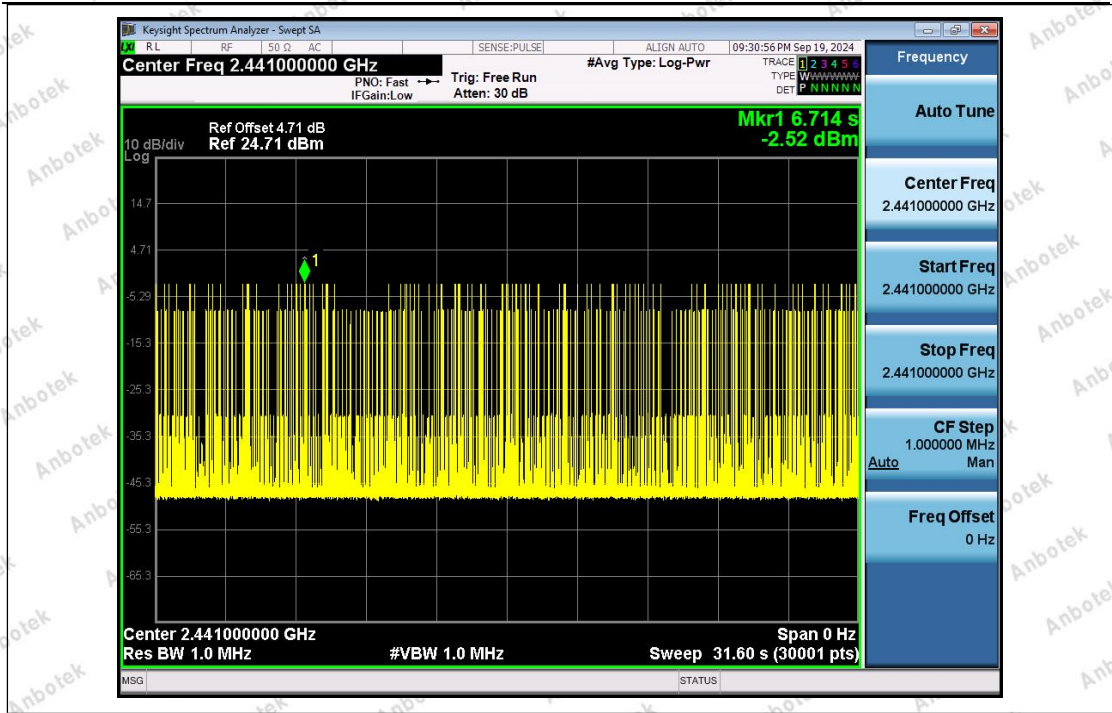 Keysight Spectrum Analyzer - Swept SA
LXI RL RF 50 Ω AC SENSE:PULSE ALIGN AUTO 09:30:56 PM Sep 19, 2024
Center Freq 2.441000000 GHz
PNO: Fast
IFGain:Low
Trig: Free Run
Atten: 30 dB
#Avg Type: Log-Pwr
TRACE 1 2 3 4 5 6
TYPE WWWWWW
DET P N N N N N
Ref Offset 4.71 dB
Ref 24.71 dBm
10 dB/div
Log
Mkr1 6.714 s
-2.52 dBm
14.7
4.71
1
-5.29
-15.3
-25.3
-35.3
-45.3
-55.3
-65.3
Center 2.441000000 GHz
Span 0 Hz
Res BW 1.0 MHz
#VBW 1.0 MHz
Sweep 31.60 s (30001 pts)
MSG
STATUS
Frequency
Auto Tune
Center Freq
2.441000000 GHz
Start Freq
2.441000000 GHz
Stop Freq
2.441000000 GHz
CF Step
1.000000 MHz
Auto Man
Freq Offset
0 Hz
Anbotek